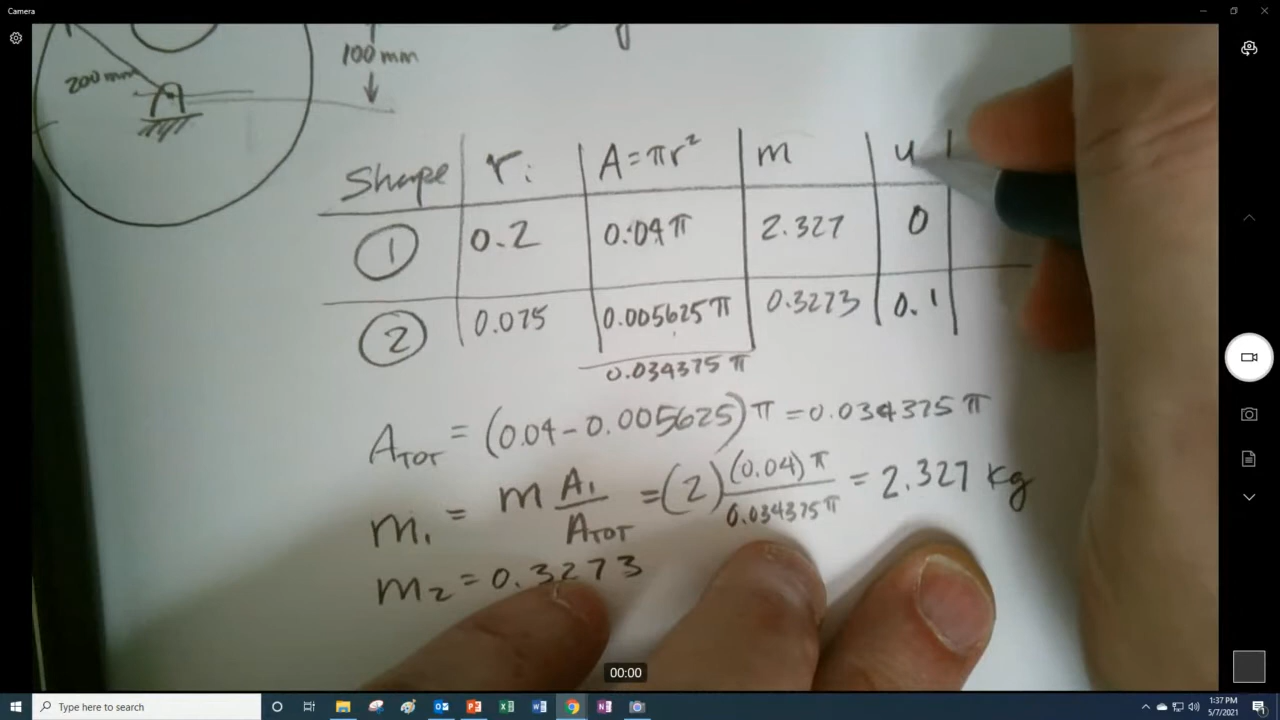 Camera
100 mm
200 mm
Shape ri A=πr² m y
1 0.2 0.04π 2.327 0
2 0.075 0.005625π 0.3273 0.1
0.034375π
A_TOT = (0.04-0.005625)π = 0.034375π
m₁ = m A₁/A_TOT = (2) (0.04)π/0.034375π = 2.327 kg
m₂ = 0.3273
00:00
Type here to search
1:37 PM
5/7/2021